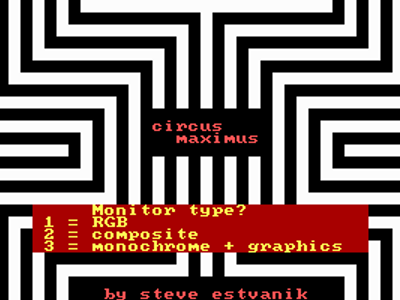 circus
maximus
Monitor type?
1 = RGB
2 = composite
3 = monochrome + graphics
by steve estvanik